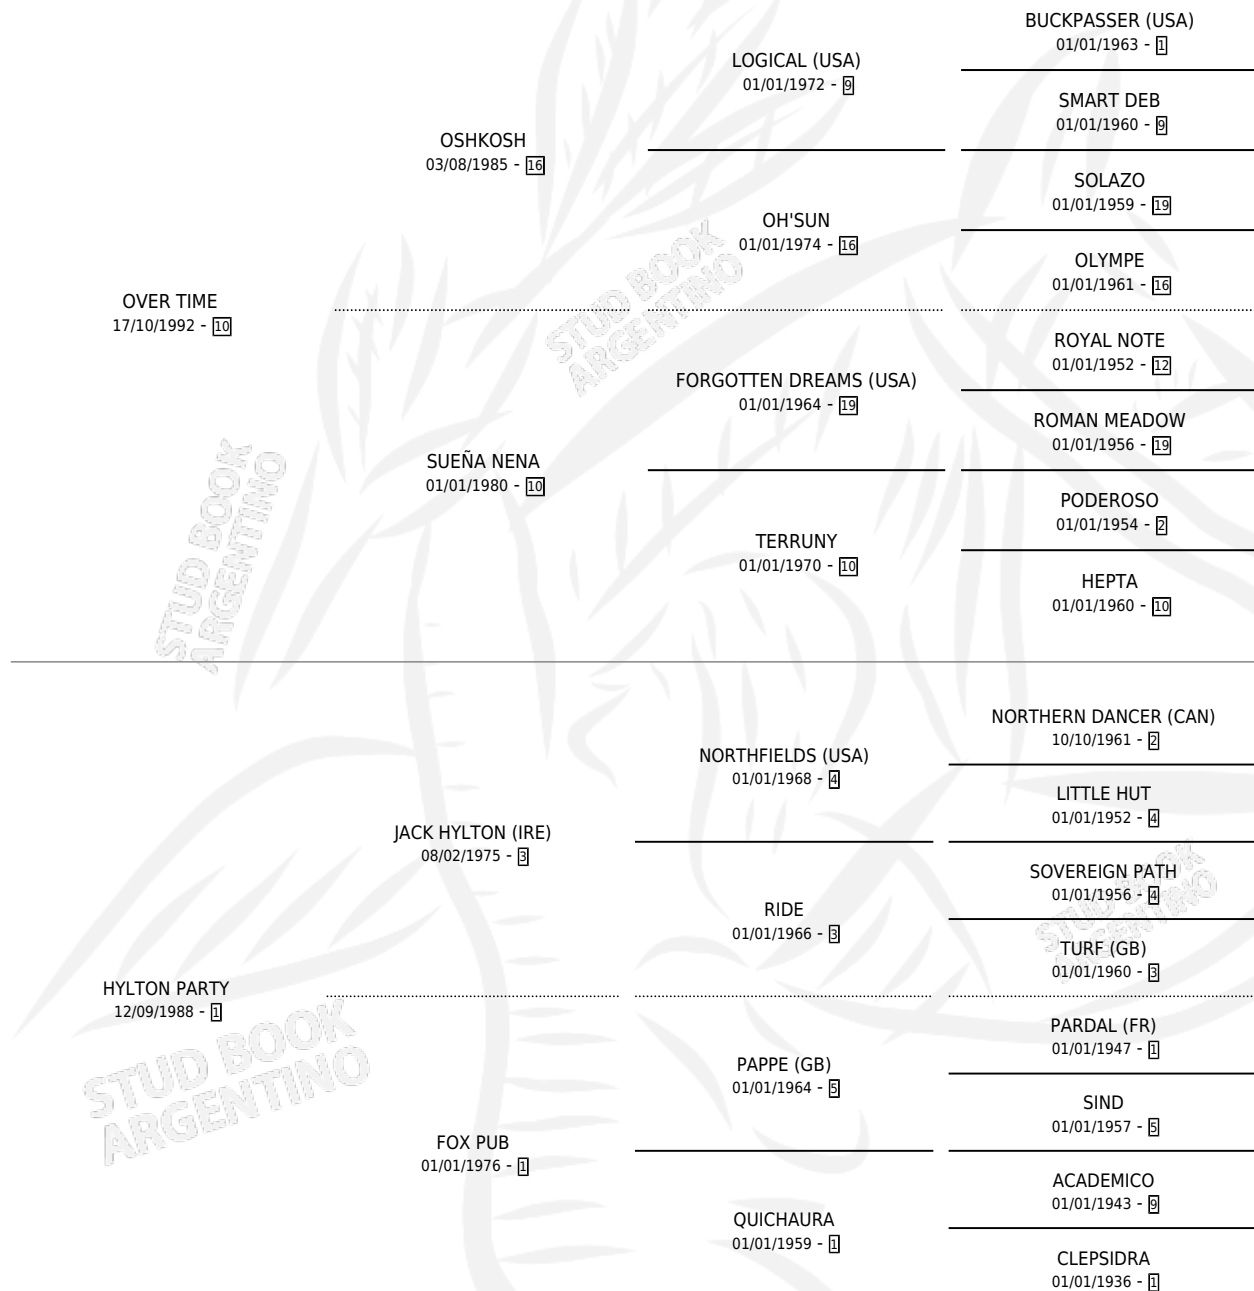 BUCKPASSER (USA)
01/01/1963 - 1
LOGICAL (USA)
01/01/1972 - 9
SMART DEB
01/01/1960 - 9
OSHKOSH
03/08/1985 - 16
SOLAZO
01/01/1959 - 19
OH'SUN
01/01/1974 - 16
OLYMPE
01/01/1961 - 16
OVER TIME
17/10/1992 - 10
ROYAL NOTE
01/01/1952 - 12
FORGOTTEN DREAMS (USA)
01/01/1964 - 19
ROMAN MEADOW
01/01/1956 - 19
SUEÑA NENA
01/01/1980 - 10
PODEROSO
01/01/1954 - 2
TERRUNY
01/01/1970 - 10
HEPTA
01/01/1960 - 10
STUD BOOK
ARGENTINO
STUD BOOK
ARGENTINO
NORTHERN DANCER (CAN)
10/10/1961 - 2
NORTHFIELDS (USA)
01/01/1968 - 4
LITTLE HUT
01/01/1952 - 4
JACK HYLTON (IRE)
08/02/1975 - 3
SOVEREIGN PATH
01/01/1956 - 4
RIDE
01/01/1966 - 3
TURF (GB)
01/01/1960 - 3
HYLTON PARTY
12/09/1988 - 1
PARDAL (FR)
01/01/1947 - 1
PAPPE (GB)
01/01/1964 - 5
SIND
01/01/1957 - 5
FOX PUB
01/01/1976 - 1
ACADEMICO
01/01/1943 - 9
QUICHAURA
01/01/1959 - 1
CLEPSIDRA
01/01/1936 - 1
STUD BOOK
ARGENTINO
STUD BOOK
ARGENTINO